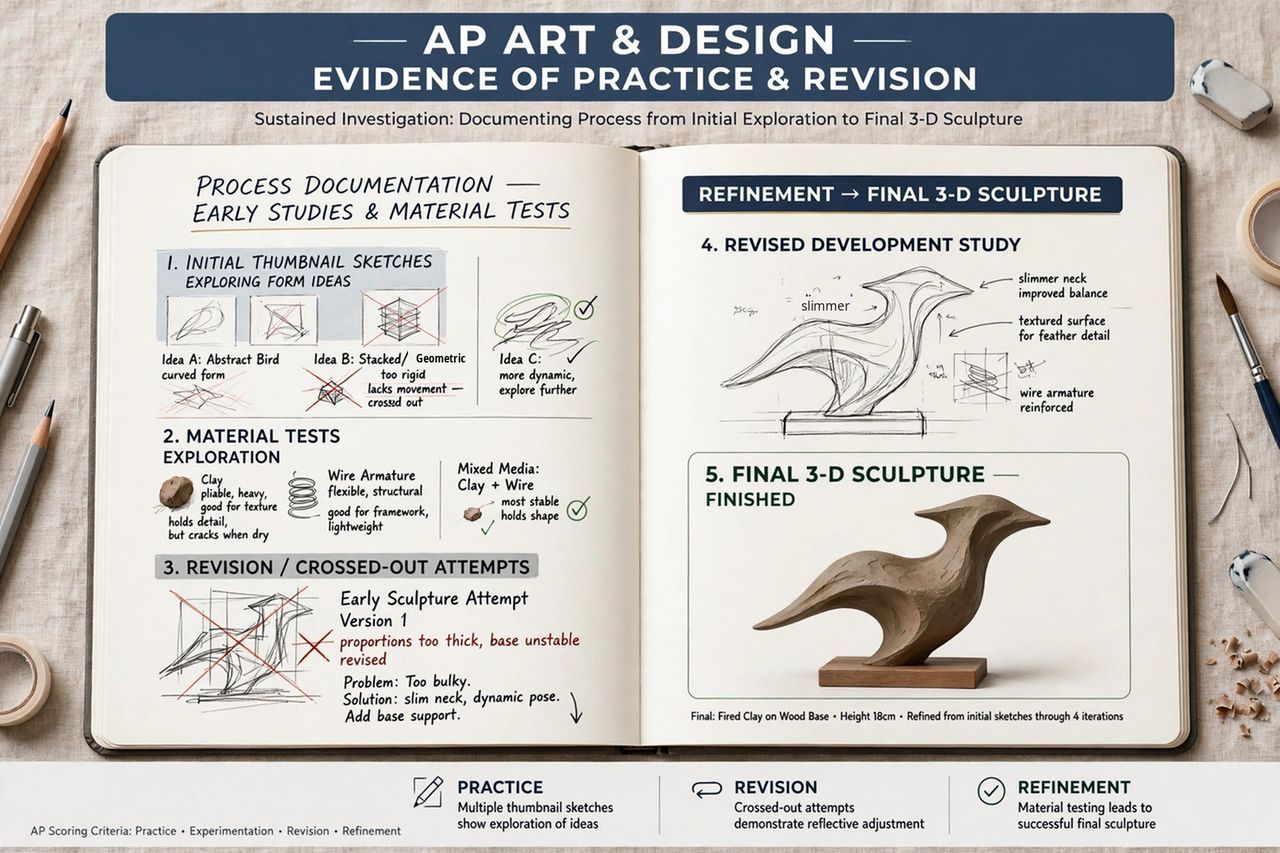 AP ART & DESIGN
EVIDENCE OF PRACTICE & REVISION
Sustained Investigation: Documenting Process from Initial Exploration to Final 3-D Sculpture
PROCESS DOCUMENTATION —
EARLY STUDIES & MATERIAL TESTS
1. INITIAL THUMBNAIL SKETCHES
EXPLORING FORM IDEAS
Idea A: Abstract Bird
curved form
Idea B: Stacked/ Geometric
too rigid
lacks movement —
crossed out
Idea C:
more dynamic,
explore further
2. MATERIAL TESTS
EXPLORATION
Clay
pliable, heavy,
good for texture
holds detail,
but cracks when dry
Wire Armature
flexible, structural
good for framework,
lightweight
Mixed Media:
Clay + Wire
most stable
holds shape
3. REVISION / CROSSED-OUT ATTEMPTS
Early Sculpture Attempt
Version 1
proportions too thick, base unstable
revised
Problem: Too bulky.
Solution: slim neck, dynamic pose.
Add base support.
REFINEMENT → FINAL 3-D SCULPTURE
4. REVISED DEVELOPMENT STUDY
slimmer
slimmer neck
improved balance
textured surface
for feather detail
wire armature
reinforced
5. FINAL 3-D SCULPTURE —
FINISHED
Final: Fired Clay on Wood Base • Height 18cm • Refined from initial sketches through 4 iterations
AP Scoring Criteria: Practice • Experimentation • Revision • Refinement
PRACTICE
Multiple thumbnail sketches
show exploration of ideas
REVISION
Crossed-out attempts
demonstrate reflective adjustment
REFINEMENT
Material testing leads to
successful final sculpture